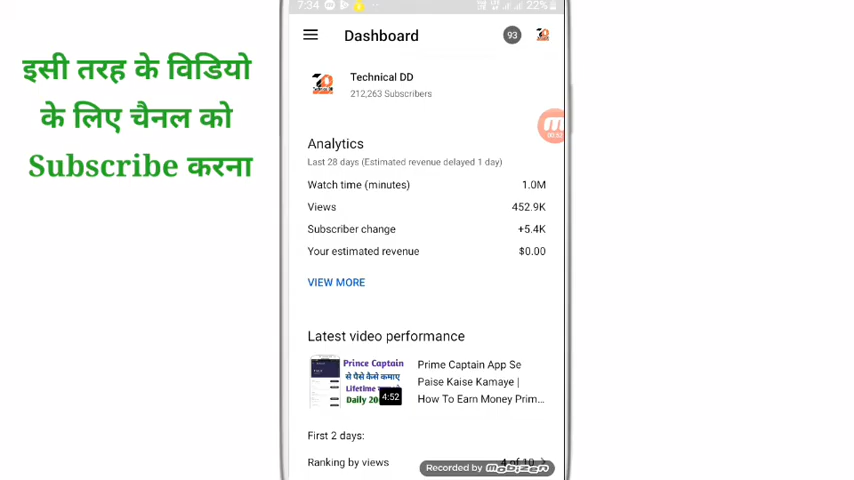 इसी तरह के विडियो
के लिए चैनल को
Subscribe करना
7:34
22%
Dashboard
93
Technical DD
212,263 Subscribers
Analytics
Last 28 days (Estimated revenue delayed 1 day)
Watch time (minutes) 1.0M
Views 452.9K
Subscriber change +5.4K
Your estimated revenue $0.00
VIEW MORE
Latest video performance
Prince Captain
से पैसे कैसे कमाए
Lifetime
Daily 20
4:52
Prime Captain App Se
Paise Kaise Kamaye |
How To Earn Money Prim...
First 2 days:
Ranking by views 4 of 10
Recorded by mobizen